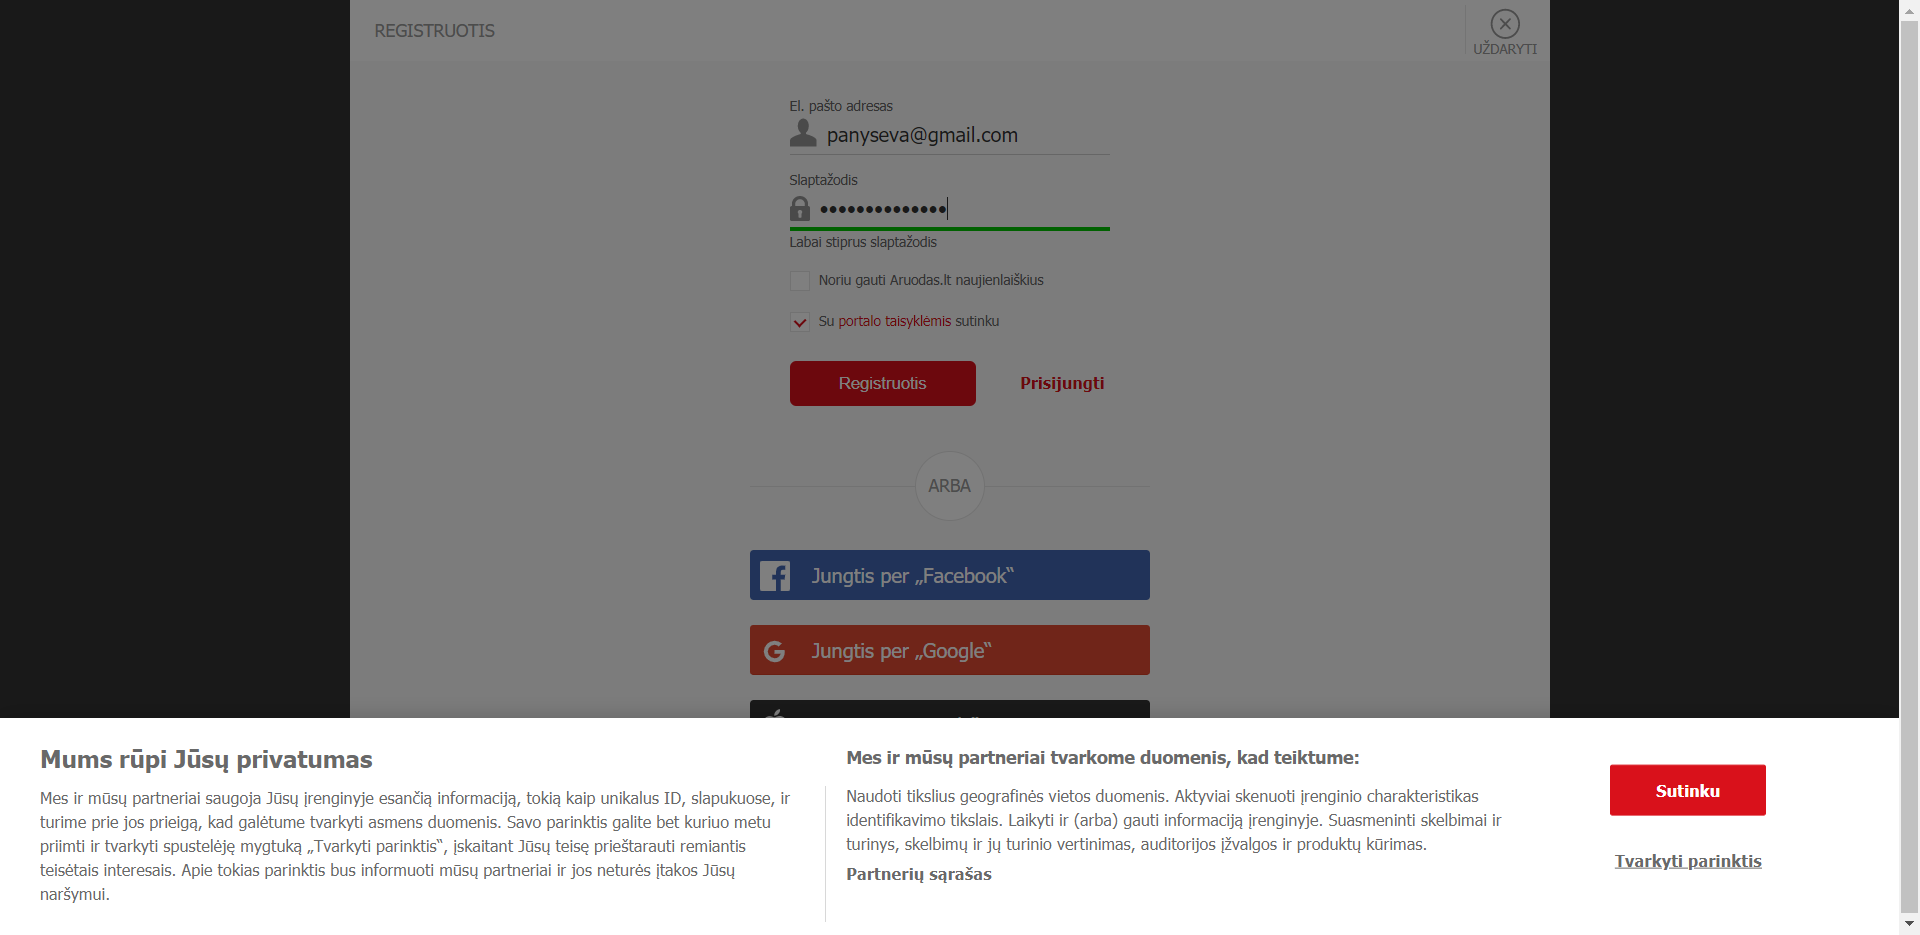 REGISTRUOTIS
UŽDARYTI
El. pašto adresas
panyseva@gmail.com
Slaptažodis
••••••••••••••
Labai stiprus slaptažodis
Noriu gauti Aruodas.lt naujienlaiškius
Su portalo taisyklėmis sutinku
Registruotis
Prisijungti
ARBA
Jungtis per „Facebook“
Jungtis per „Google“
Mums rūpi Jūsų privatumas
Mes ir mūsų partneriai saugoja Jūsų įrenginyje esančią informaciją, tokią kaip unikalus ID, slapukuose, ir
turime prie jos prieigą, kad galėtume tvarkyti asmens duomenis. Savo parinktis galite bet kuriuo metu
priimti ir tvarkyti spustelėję mygtuką „Tvarkyti parinktis“, įskaitant Jūsų teisę prieštarauti remiantis
teisėtais interesais. Apie tokias parinktis bus informuoti mūsų partneriai ir jos neturės įtakos Jūsų
naršymui.
Mes ir mūsų partneriai tvarkome duomenis, kad teiktume:
Naudoti tikslius geografinės vietos duomenis. Aktyviai skenuoti įrenginio charakteristikas
identifikavimo tikslais. Laikyti ir (arba) gauti informaciją įrenginyje. Suasmeninti skelbimai ir
turinys, skelbimų ir jų turinio vertinimas, auditorijos įžvalgos ir produktų kūrimas.
Partnerių sąrašas
Sutinku
Tvarkyti parinktis